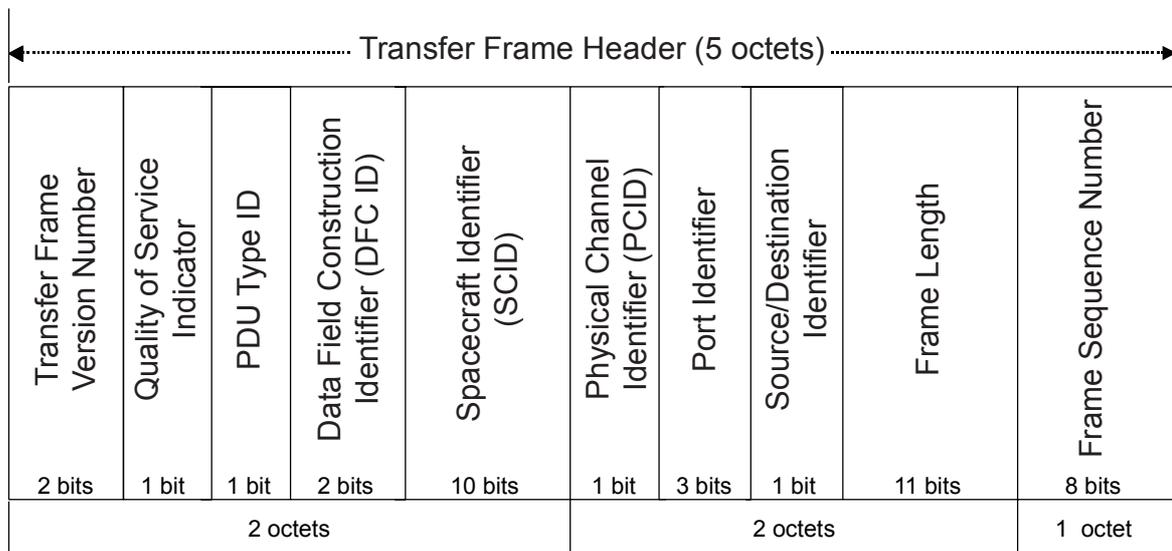 Transfer Frame Header (5 octets)
Transfer Frame
Version Number
Quality of Service
Indicator
PDU Type ID
Data Field Construction
Identifier (DFC ID)
Spacecraft Identifier
(SCID)
Physical Channel
Identifier (PCID)
Port Identifier
Source/Destination
Identifier
Frame Length
Frame Sequence Number
2 bits
1 bit
1 bit
2 bits
10 bits
1 bit
3 bits
1 bit
11 bits
8 bits
2 octets
2 octets
1 octet